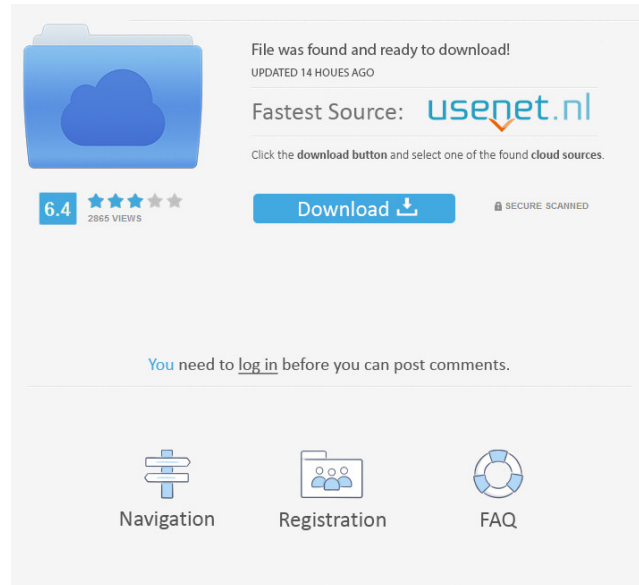 File was found and ready to download!
UPDATED 14 HOUES AGO
Fastest Source: usenet.nl
Click the download button and select one of the found cloud sources.
6.4
2865 VIEWS
Download
SECURE SCANNED
You need to log in before you can post comments.
Navigation
Registration
FAQ